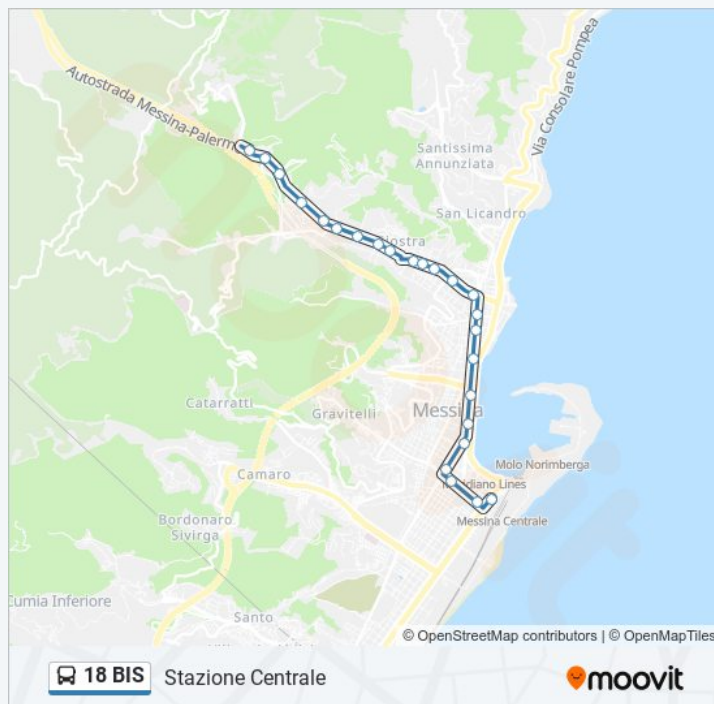 Autostrada Messina-Palerm
Via Consolare Pompea
Santissima
Annunziata
San Licandro
Giostra
Catarratti
Gravitelli
Messina
Camaro
Molo Norimberga
Meridiano Lines
Bordonaro
Sivirga
Messina Centrale
Cumia Inferiore
Santo
© OpenStreetMap contributors | © OpenMapTiles
18 BIS Stazione Centrale
moovit